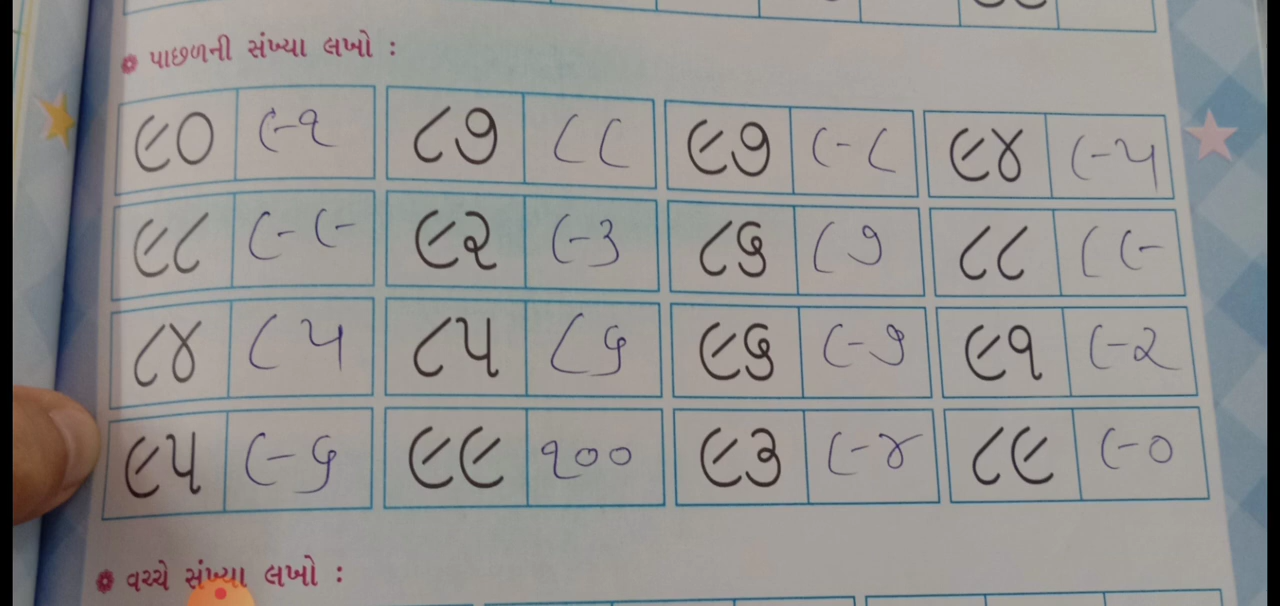 પાછળની સંખ્યા લખો :
૯૦ ૯૧ ૮૭ ૮૮ ૯૭ ૯૮ ૯૪ ૯૫
૯૮ ૯૯ ૯૨ ૯૩ ૮૬ ૮૭ ૮૮ ૮૯
૮૪ ૮૫ ૮૫ ૮૬ ૯૬ ૯૭ ૯૧ ૯૨
૯૫ ૯૬ ૯૯ ૧૦૦ ૯૩ ૯૪ ૮૯ ૯૦
વચ્ચે સંખ્યા લખો :